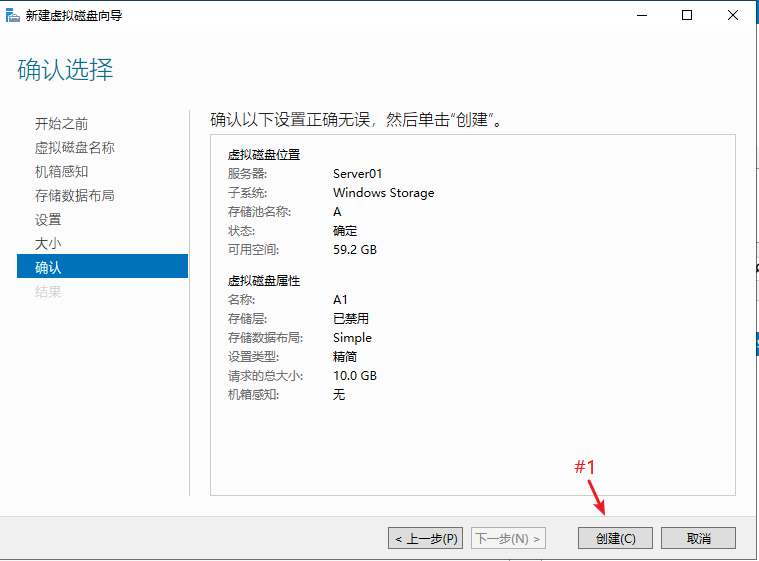 新建虚拟磁盘向导
确认选择
开始之前
虚拟磁盘名称
机箱感知
存储数据布局
设置
大小
确认
结果
确认以下设置正确无误，然后单击“创建”。
虚拟磁盘位置
服务器: Server01
子系统: Windows Storage
存储池名称: A
状态: 确定
可用空间: 59.2 GB
虚拟磁盘属性
名称: A1
存储层: 已禁用
存储数据布局: Simple
设置类型: 精简
请求的总大小: 10.0 GB
机箱感知: 无
#1
< 上一步(P) 下一步(N) > 创建(C) 取消